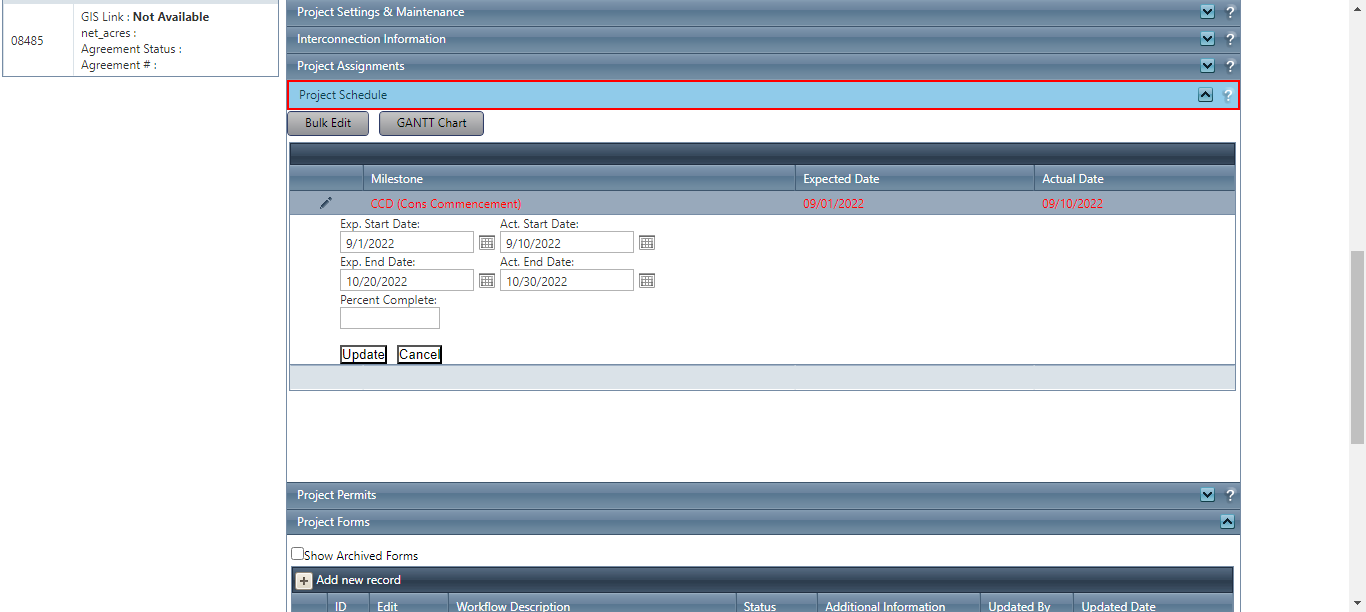 08485
GIS Link : Not Available
net_acres :
Agreement Status :
Agreement # :
Project Settings & Maintenance
?
Interconnection Information
?
Project Assignments
?
Project Schedule
?
Bulk Edit GANTT Chart
Milestone Expected Date Actual Date
CCD (Cons Commencement) 09/01/2022 09/10/2022
Exp. Start Date: Act. Start Date:
9/1/2022 9/10/2022
Exp. End Date: Act. End Date:
10/20/2022 10/30/2022
Percent Complete:
Update Cancel
Project Permits
?
Project Forms
Show Archived Forms
+ Add new record
ID Edit Workflow Description Status Additional Information Updated By Updated Date